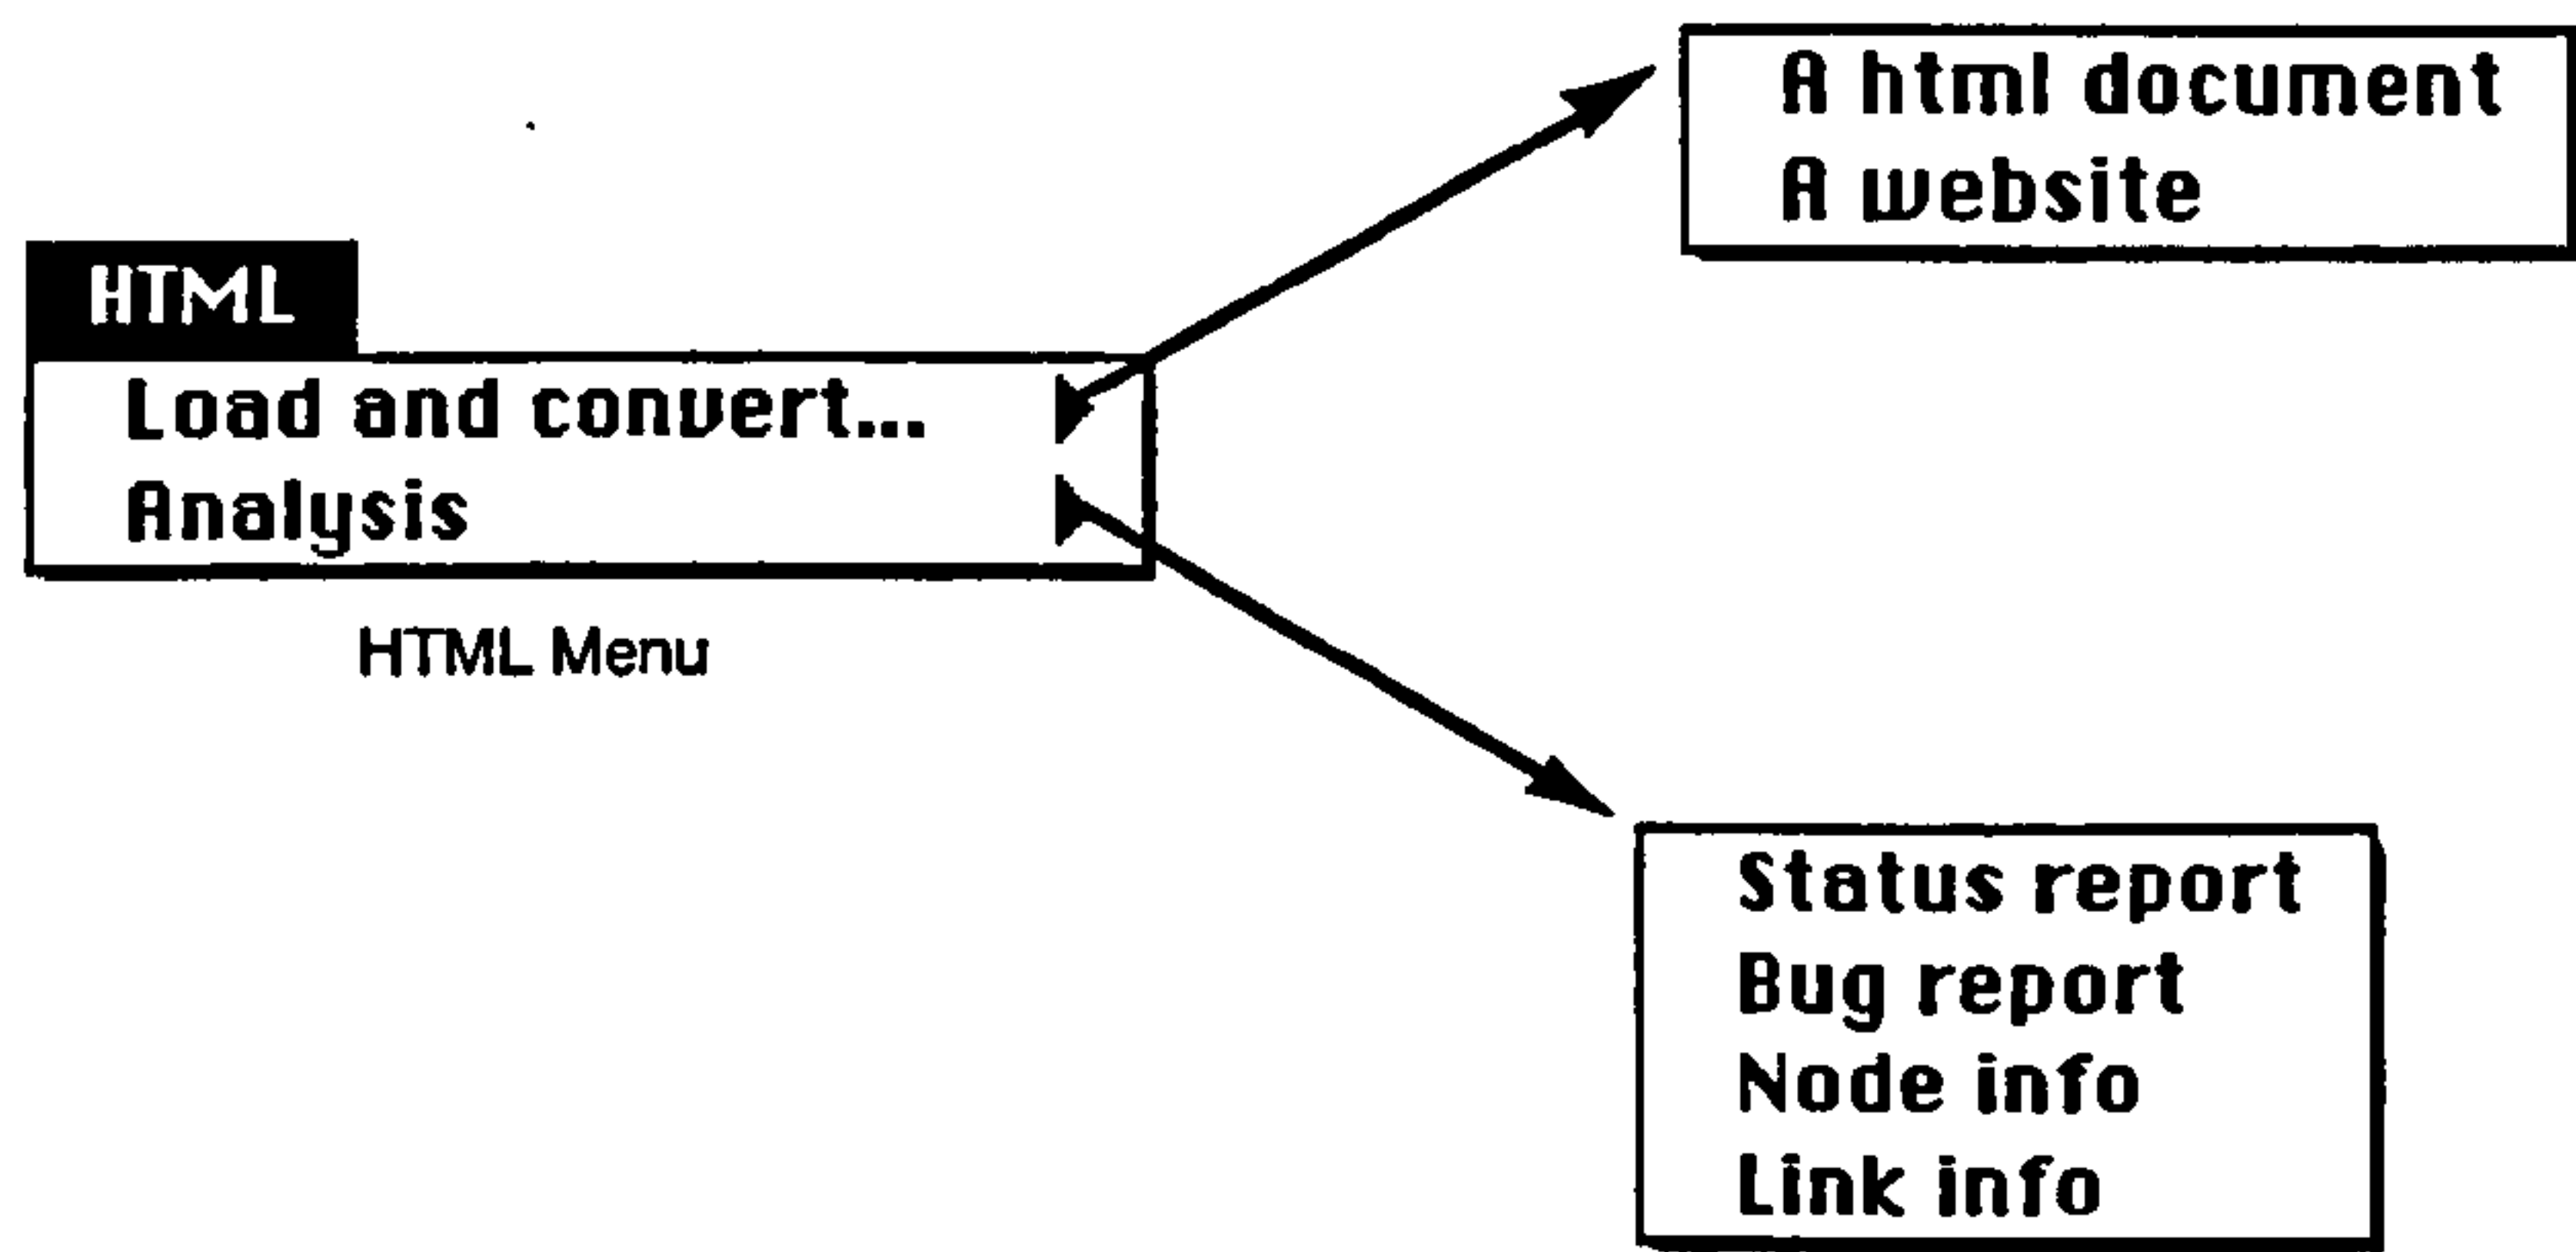 A html document
A website
HTML
Load and convert...
Analysis
HTML Menu
Status report
Bug report
Node info
Link info